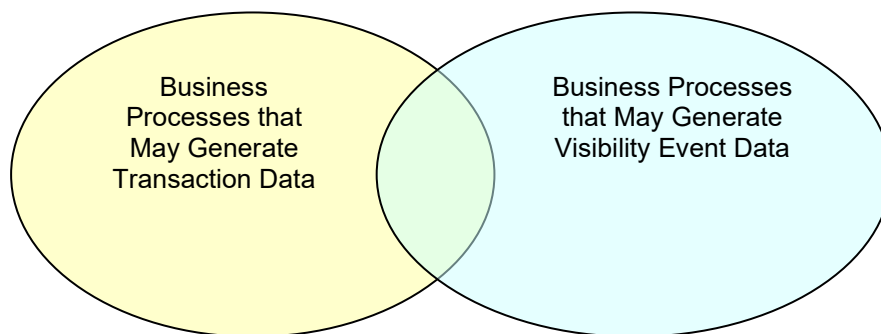 Business
Processes that
May Generate
Transaction Data
Business Processes
that May Generate
Visibility Event Data